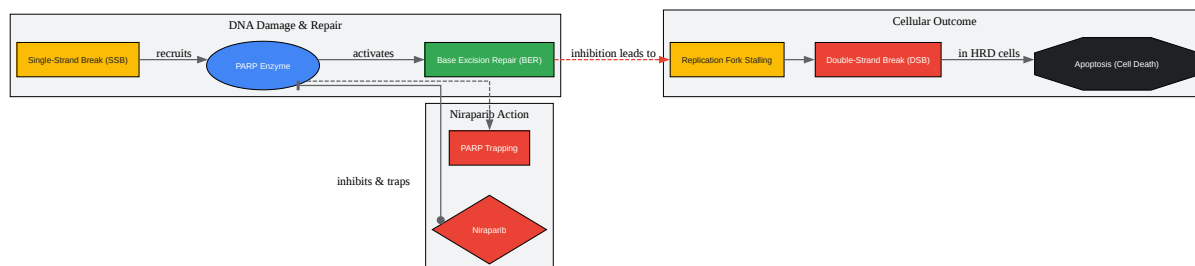 DNA Damage & Repair
Cellular Outcome
Single-Strand Break (SSB)
recruits
PARP Enzyme
activates
Base Excision Repair (BER)
inhibition leads to
Replication Fork Stalling
Double-Strand Break (DSB)
in HRD cells
Apoptosis (Cell Death)
Niraparib Action
PARP Trapping
inhibits & traps
Niraparib